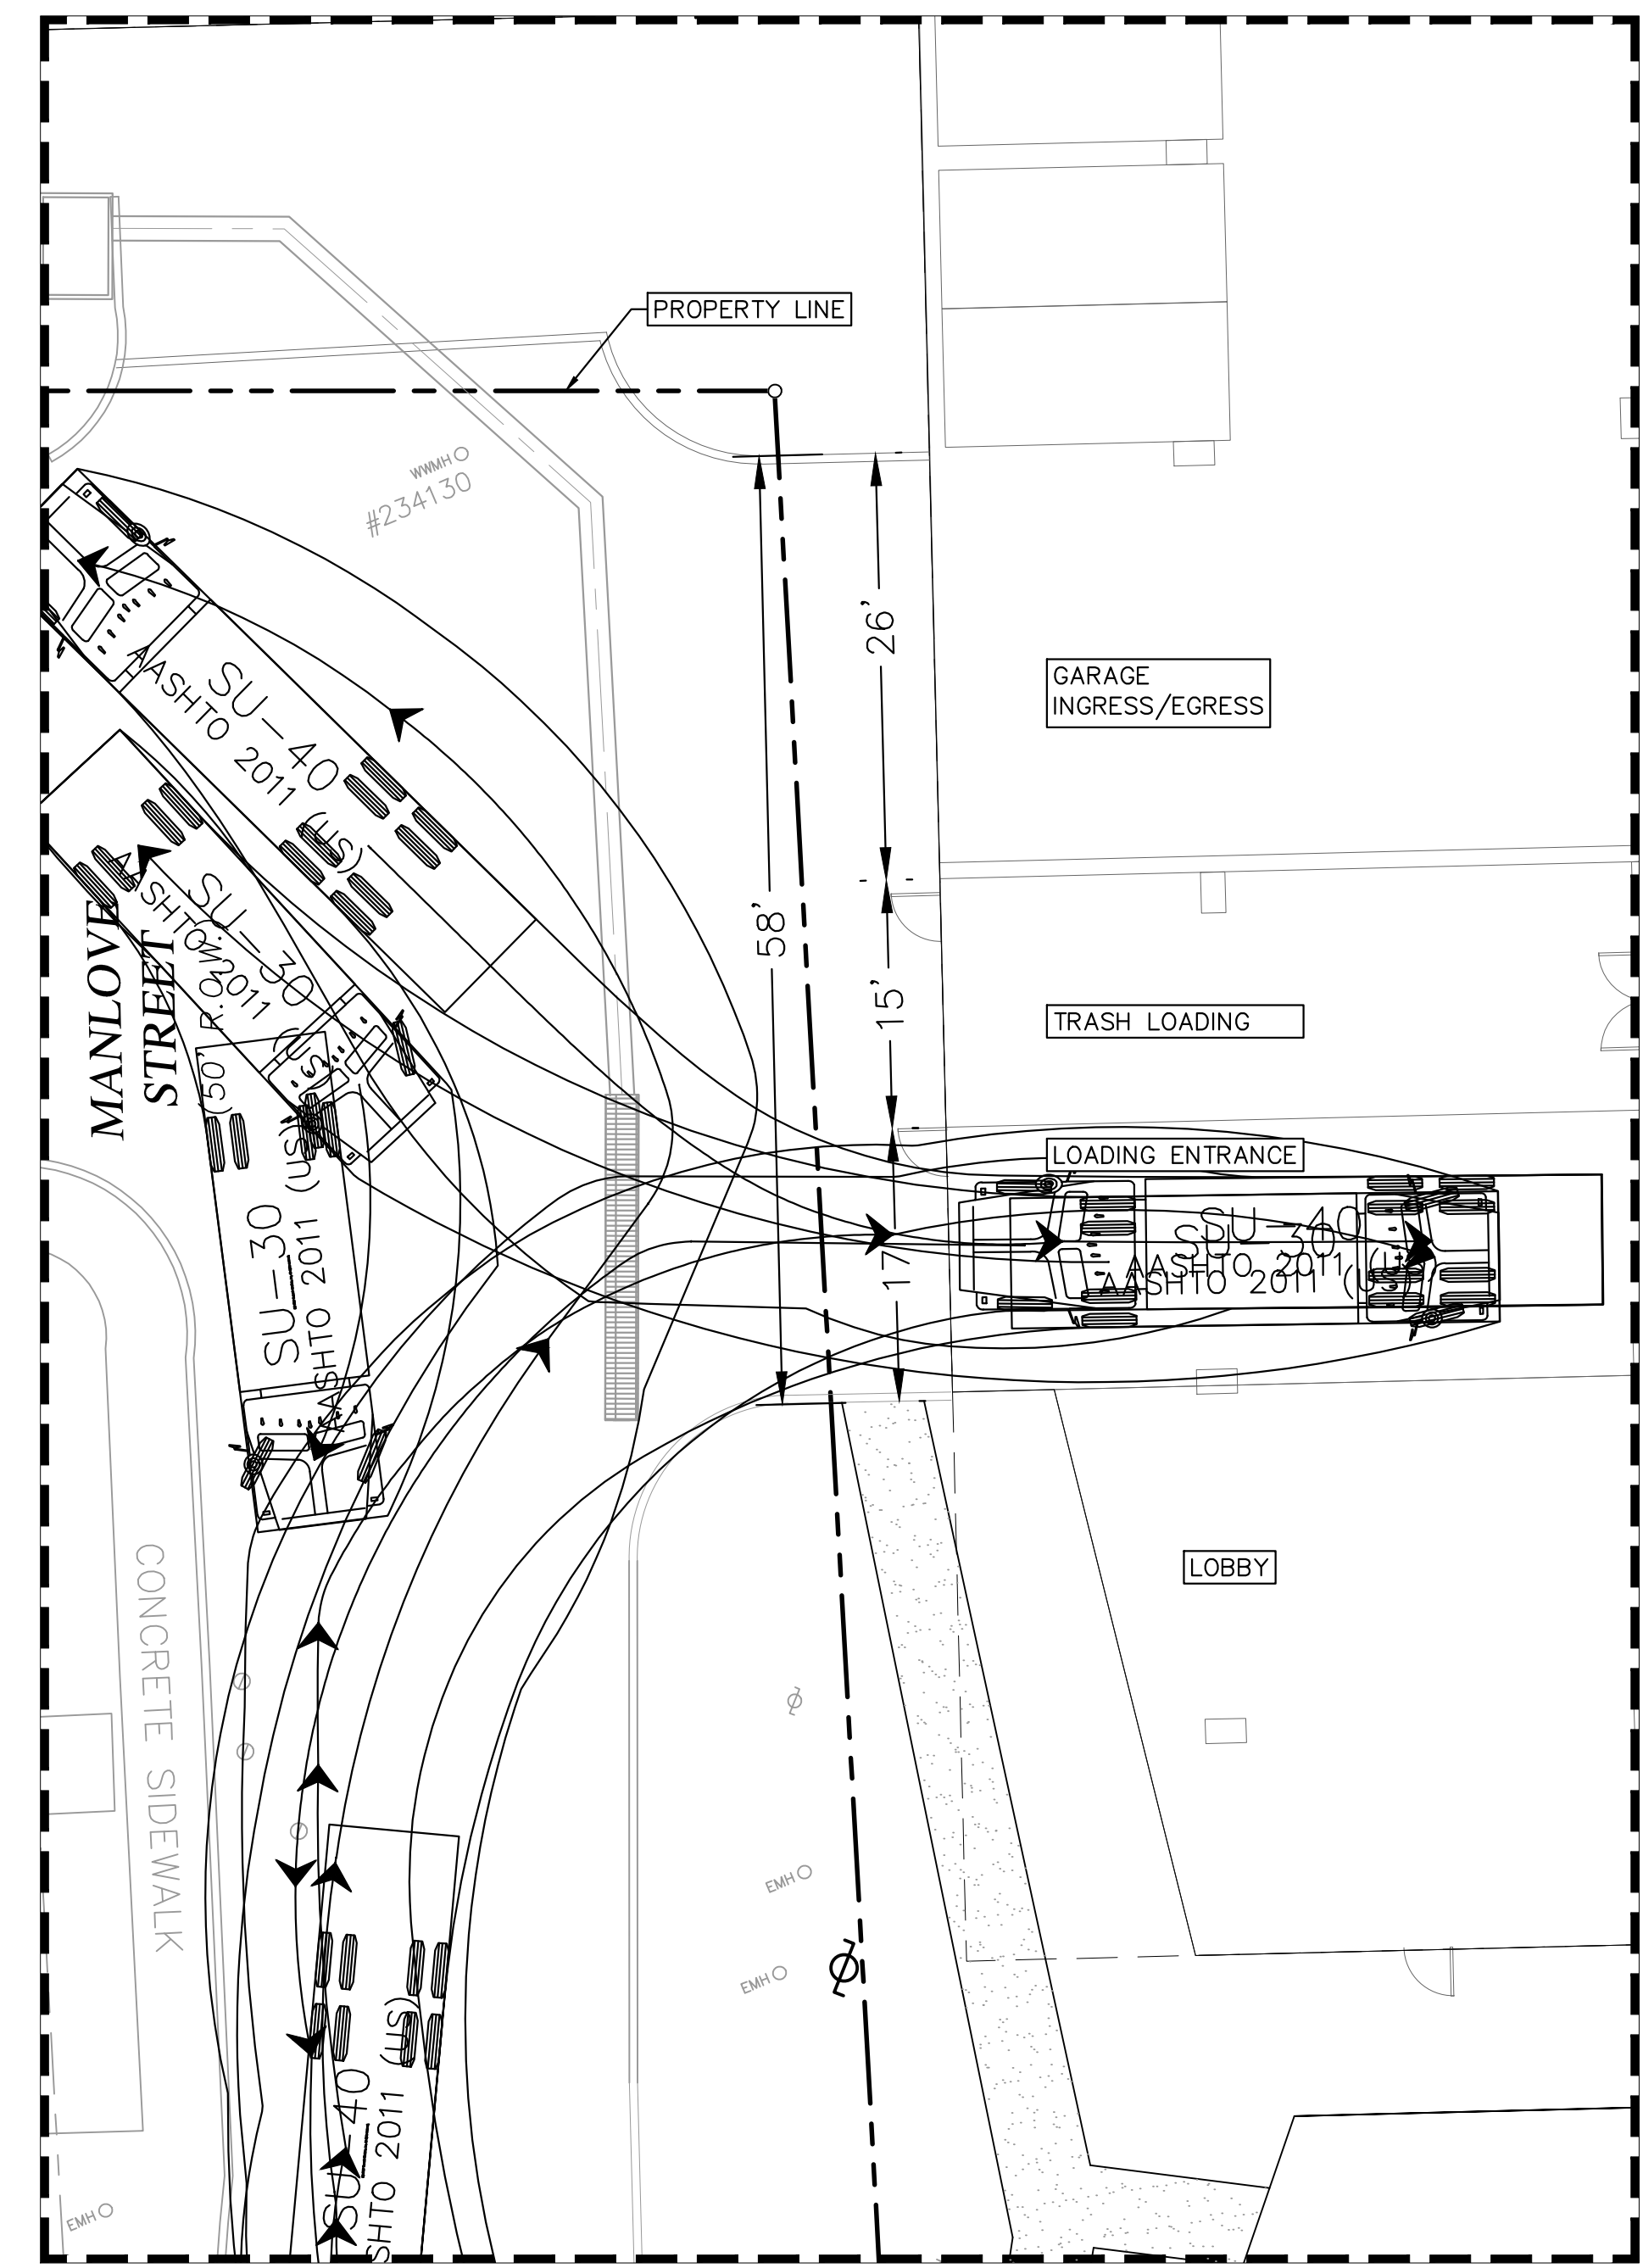 PROPERTY LINE
WWMH
#234130
26'
GARAGE
INGRESS/EGRESS
SU-40
AASHTO 2011 (US)
58'
SU-30
AASHTO 2011 (US)
MANLOVE
STREET
(50' R.O.W.)
15'
TRASH LOADING
LOADING ENTRANCE
SU-30
AASHTO 2011 (US)
17'
SU-40
SU-30
AASHTO 2011 (US)
AASHTO 2011 (US)
LOBBY
CONCRETE SIDEWALK
EMH
EMH
SU-40
SHTO 2011 (US)
EMH